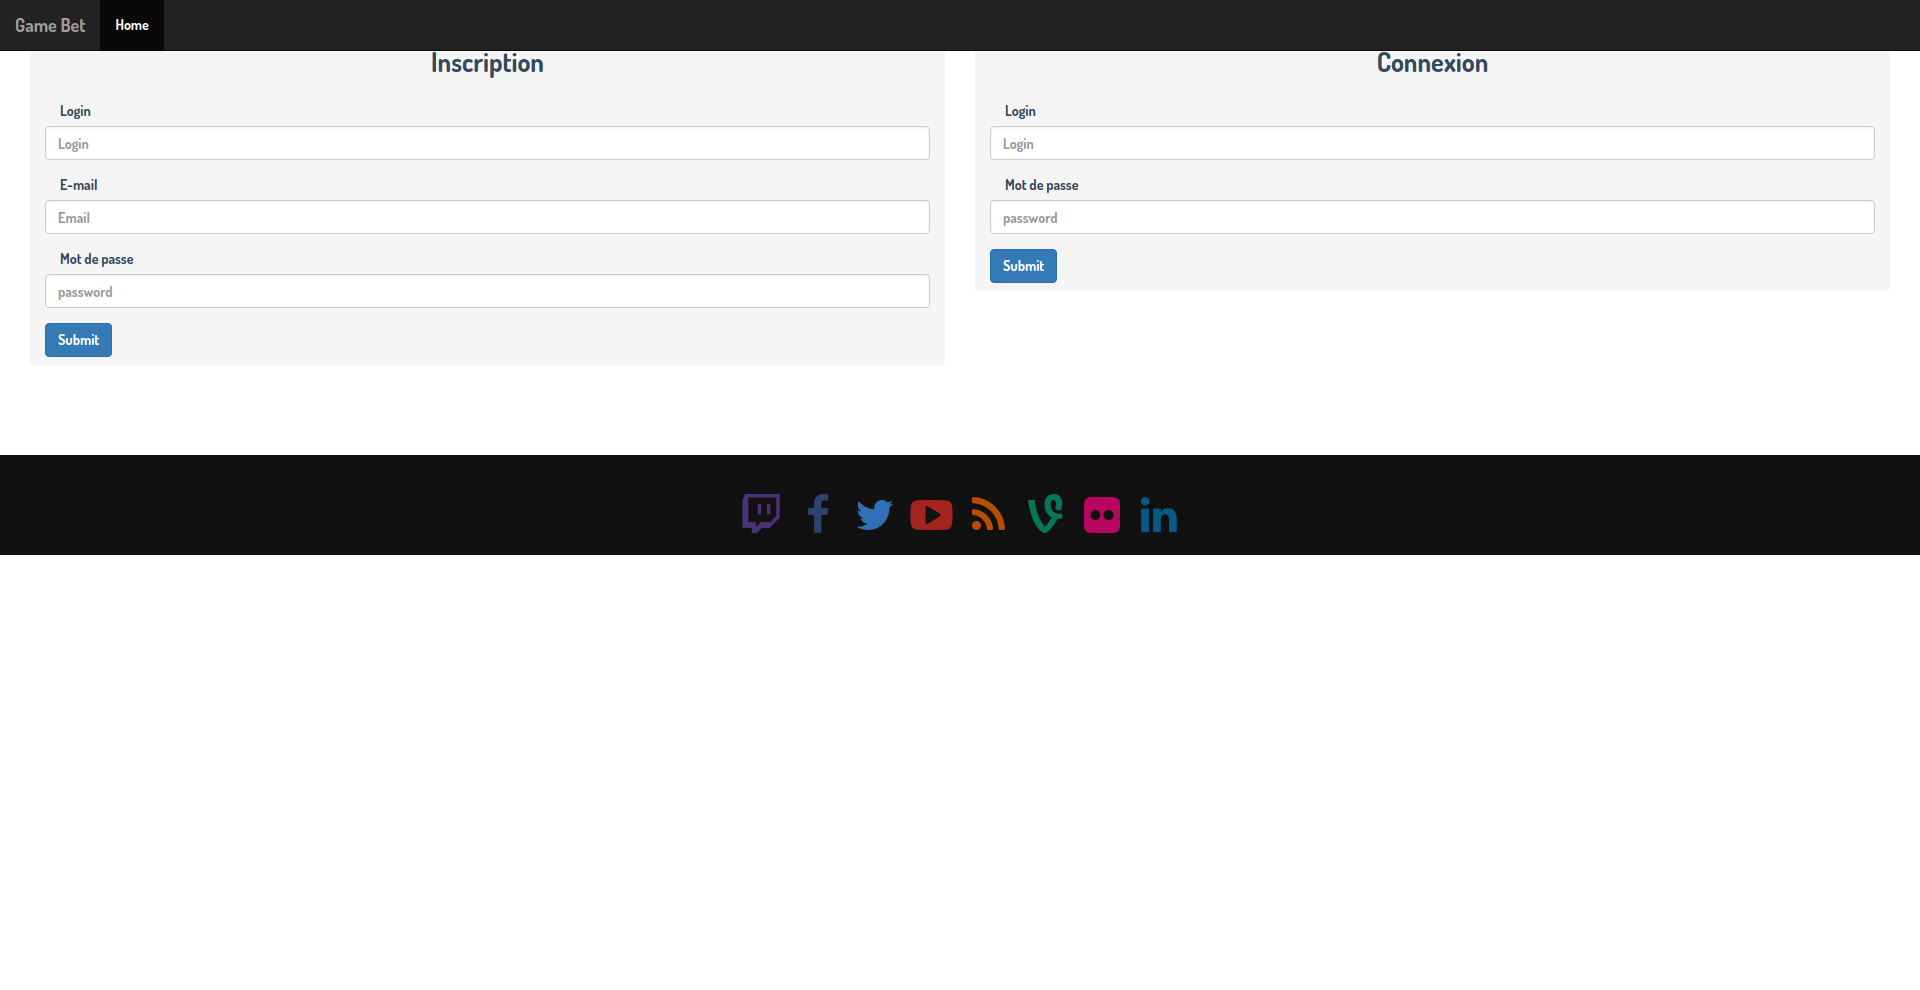 Game Bet Home
Inscription
Login
Login
E-mail
Email
Mot de passe
password
Submit
Connexion
Login
Login
Mot de passe
password
Submit